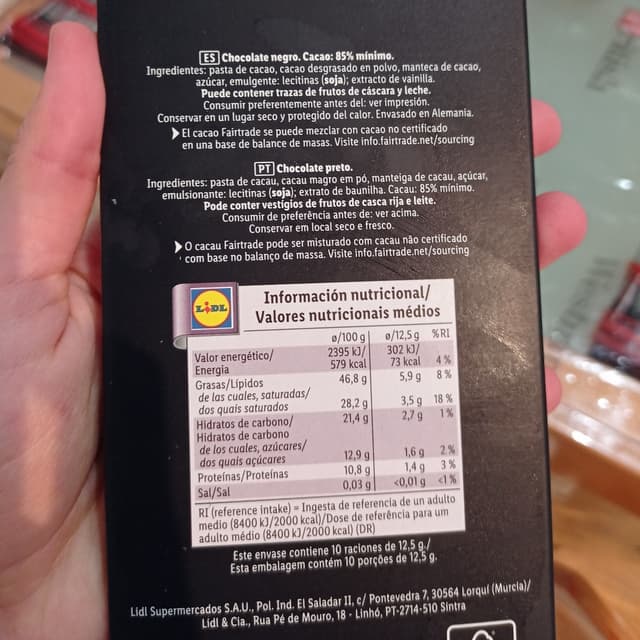 ES Chocolate negro. Cacao: 85% mínimo.
Ingredientes: pasta de cacao, cacao desgrasado en polvo, manteca de cacao,
azúcar, emulgente: lecitinas (soja); extracto de vainilla.
Puede contener trazas de frutos de cáscara y leche.
Consumir preferentemente antes del: ver impresión.
Conservar en un lugar seco y protegido del calor. Envasado en Alemania.
El cacao Fairtrade se puede mezclar con cacao no certificado
en una base de balance de masas. Visite info.fairtrade.net/sourcing
PT Chocolate preto.
Ingredientes: pasta de cacau, cacau magro em pó, manteiga de cacau, açúcar,
emulsionante: lecitinas (soja); extrato de baunilha. Cacau: 85% mínimo.
Pode conter vestígios de frutos de casca rija e leite.
Consumir de preferência antes de: ver acima.
Conservar em local seco e fresco.
O cacau Fairtrade pode ser misturado com cacau não certificado
com base no balanço de massa. Visite info.fairtrade.net/sourcing
LIDL
Información nutricional/
Valores nutricionais médios
ø/100 g ø/12,5 g %RI
Valor energético/ 2395 kJ/ 302 kJ/
Energia 579 kcal 73 kcal 4 %
Grasas/Lípidos 46,8 g 5,9 g 8 %
de las cuales, saturadas/
dos quais saturados 28,2 g 3,5 g 18 %
Hidratos de carbono/ 21,4 g 2,7 g 1 %
Hidratos de carbono
de los cuales, azúcares/
dos quais açúcares 12,9 g 1,6 g 2 %
Proteínas/Proteínas 10,8 g 1,4 g 3 %
Sal/Sal 0,03 g <0,01 g <1 %
RI (reference intake) = Ingesta de referencia de un adulto
medio (8400 kJ/2000 kcal)/Dose de referência para um
adulto médio (8400 kJ/2000 kcal) (DR)
Este envase contiene 10 raciones de 12,5 g./
Esta embalagem contém 10 porções de 12,5 g.
Lidl Supermercados S.A.U., Pol. Ind. El Saladar II, c/ Pontevedra 7, 30564 Lorquí (Murcia)/
Lidl & Cia., Rua Pé de Mouro, 18 - Linhó, PT-2714-510 Sintra